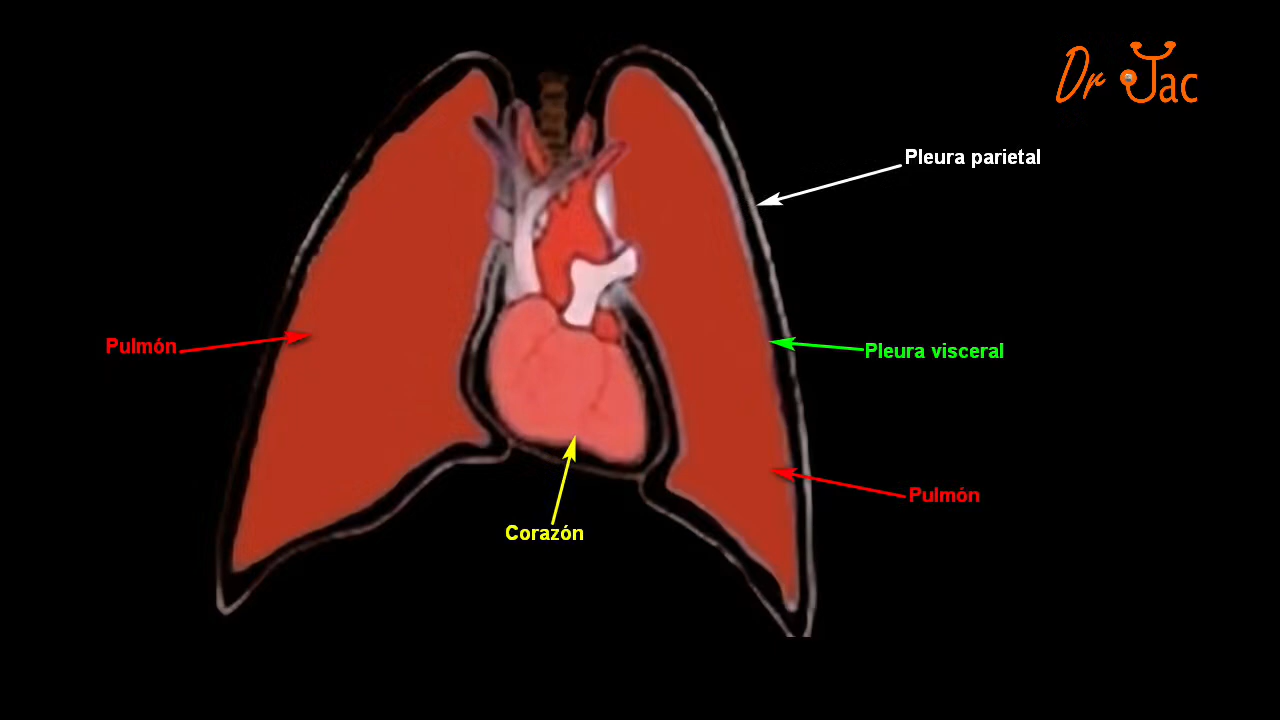 Dr Jac
Pleura parietal
Pulmón
Pleura visceral
Pulmón
Corazón